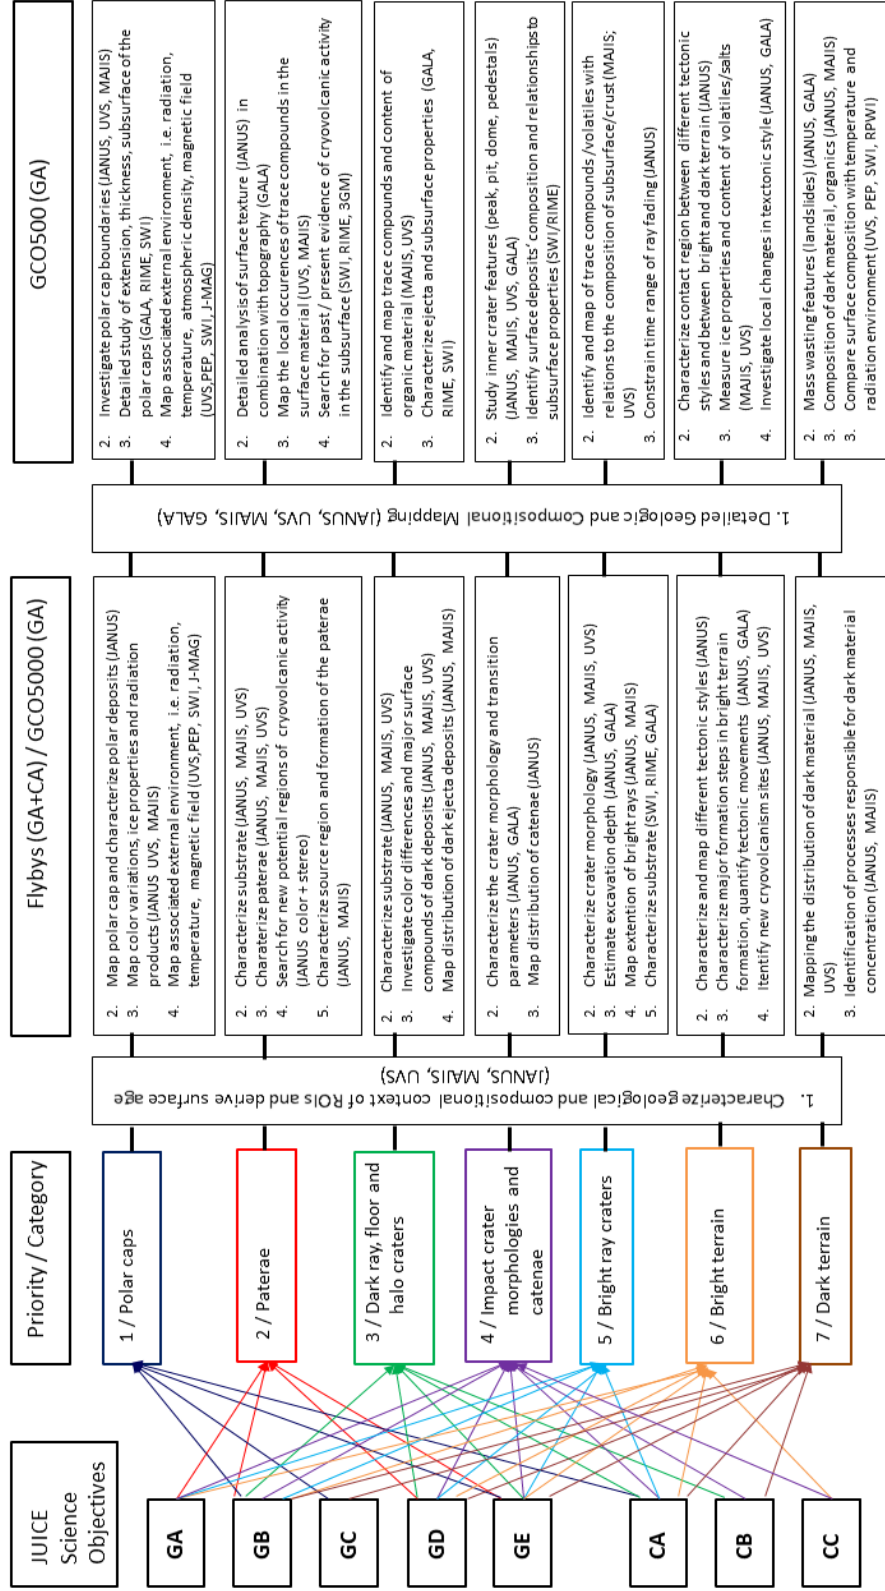 JUICE
Science
Objectives
GA
GB
GC
GD
GE
CA
CB
CC
Priority / Category
1 / Polar caps
2 / Paterae
3 / Dark ray, floor and
halo craters
4 / Impact crater
morphologies and
catenae
5 / Bright ray craters
6 / Bright terrain
7 / Dark terrain
1. Characterize geological and compositional context of ROIs and derive surface age
(JANUS, MAJIS, UVS)
Flybys (GA+CA) / GCO5000 (GA)
2. Map polar cap and characterize polar deposits (JANUS)
3. Map color variations, ice properties and radiation
products (JANUS UVS, MAJIS)
4. Map associated external environment, i.e. radiation,
temperature, magnetic field (UVS,PEP, SWI, J-MAG)
2. Characterize substrate (JANUS, MAJIS, UVS)
3. Charaterize paterae (JANUS, MAJIS, UVS)
4. Search for new potential regions of cryovolcanic activity
(JANUS color + stereo)
5. Characterize source region and formation of the paterae
(JANUS, MAJIS)
2. Characterize substrate (JANUS, MAJIS, UVS)
3. Investigate color differences and major surface
compounds of dark deposits (JANUS, MAJIS, UVS)
4. Map distribution of dark ejecta deposits (JANUS, MAJIS)
2. Characterize the crater morphology and transition
parameters (JANUS, GALA)
3. Map distribution of catenae (JANUS)
2. Characterize crater morphology (JANUS, MAJIS, UVS)
3. Estimate excavation depth (JANUS, GALA)
4. Map extention of bright rays (JANUS, MAJIS)
5. Characterize substrate (SWI, RIME, GALA)
2. Characterize and map different tectonic styles (JANUS)
3. Characterize major formation steps in bright terrain
formation, quantify tectonic movements (JANUS, GALA)
4. Itentify new cryovolcanism sites (JANUS, MAJIS, UVS)
2. Mapping the distribution of dark material (JANUS, MAJIS,
UVS)
3. Identification of processes responsible for dark material
concentration (JANUS, MAJIS)
1. Detailed Geologic and Compositional Mapping (JANUS, UVS, MAJIS, GALA)
GCO500 (GA)
2. Investigate polar cap boundaries (JANUS, UVS, MAJIS)
3. Detailed study of extension, thickness, subsurface of the
polar caps (GALA, RIME, SWI)
4. Map associated external environment, i.e. radiation,
temperature, atmospheric density, magnetic field
(UVS,PEP, SWI, J-MAG)
2. Detailed analysis of surface texture (JANUS) in
combination with topography (GALA)
3. Map the local occurences of trace compounds in the
surface material (UVS, MAJIS)
4. Search for past / present evidence of cryovolcanic activity
in the subsurface (SWI, RIME, 3GM)
2. Identify and map trace compounds and content of
organic material (MAJIS, UVS)
3. Characterize ejecta and subsurface properties (GALA,
RIME, SWI)
2. Study inner crater features (peak, pit, dome, pedestals)
(JANUS, MAJIS, UVS, GALA)
3. Identify surface deposits' composition and relationships to
subsurface properties (SWI/RIME)
2. Identify and map of trace compounds /volatiles with
relations to the composition of subsurface/crust (MAJIS;
UVS)
3. Constrain time range of ray fading (JANUS)
2. Characterize contact region between different tectonic
styles and between bright and dark terrain (JANUS)
3. Measure ice properties and content of volatiles/salts
(MAJIS, UVS)
4. Investigate local changes in texctonic style (JANUS, GALA)
2. Mass wasting features (landslides) (JANUS, GALA)
3. Composition of dark material, organics (JANUS, MAJIS)
3. Compare surface composition with temperature and
radiation environment (UVS, PEP, SWI, RPWI)